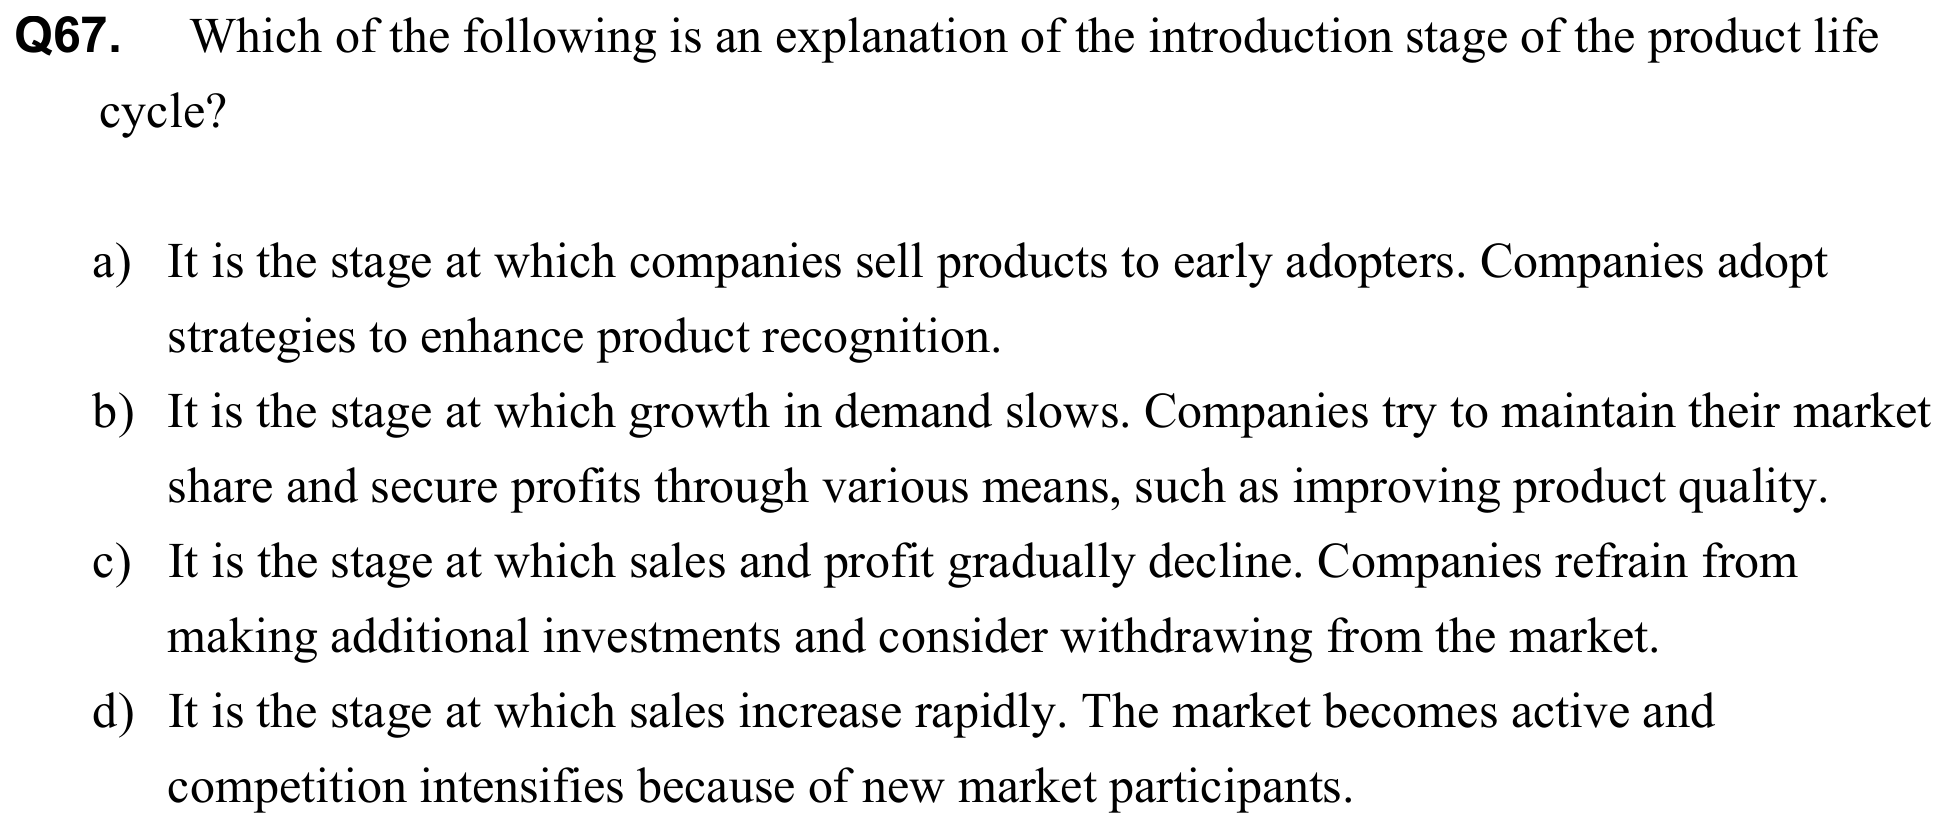 Q67. Which of the following is an explanation of the introduction stage of the product life
cycle?
a) It is the stage at which companies sell products to early adopters. Companies adopt
strategies to enhance product recognition.
b) It is the stage at which growth in demand slows. Companies try to maintain their market
share and secure profits through various means, such as improving product quality.
c) It is the stage at which sales and profit gradually decline. Companies refrain from
making additional investments and consider withdrawing from the market.
d) It is the stage at which sales increase rapidly. The market becomes active and
competition intensifies because of new market participants.